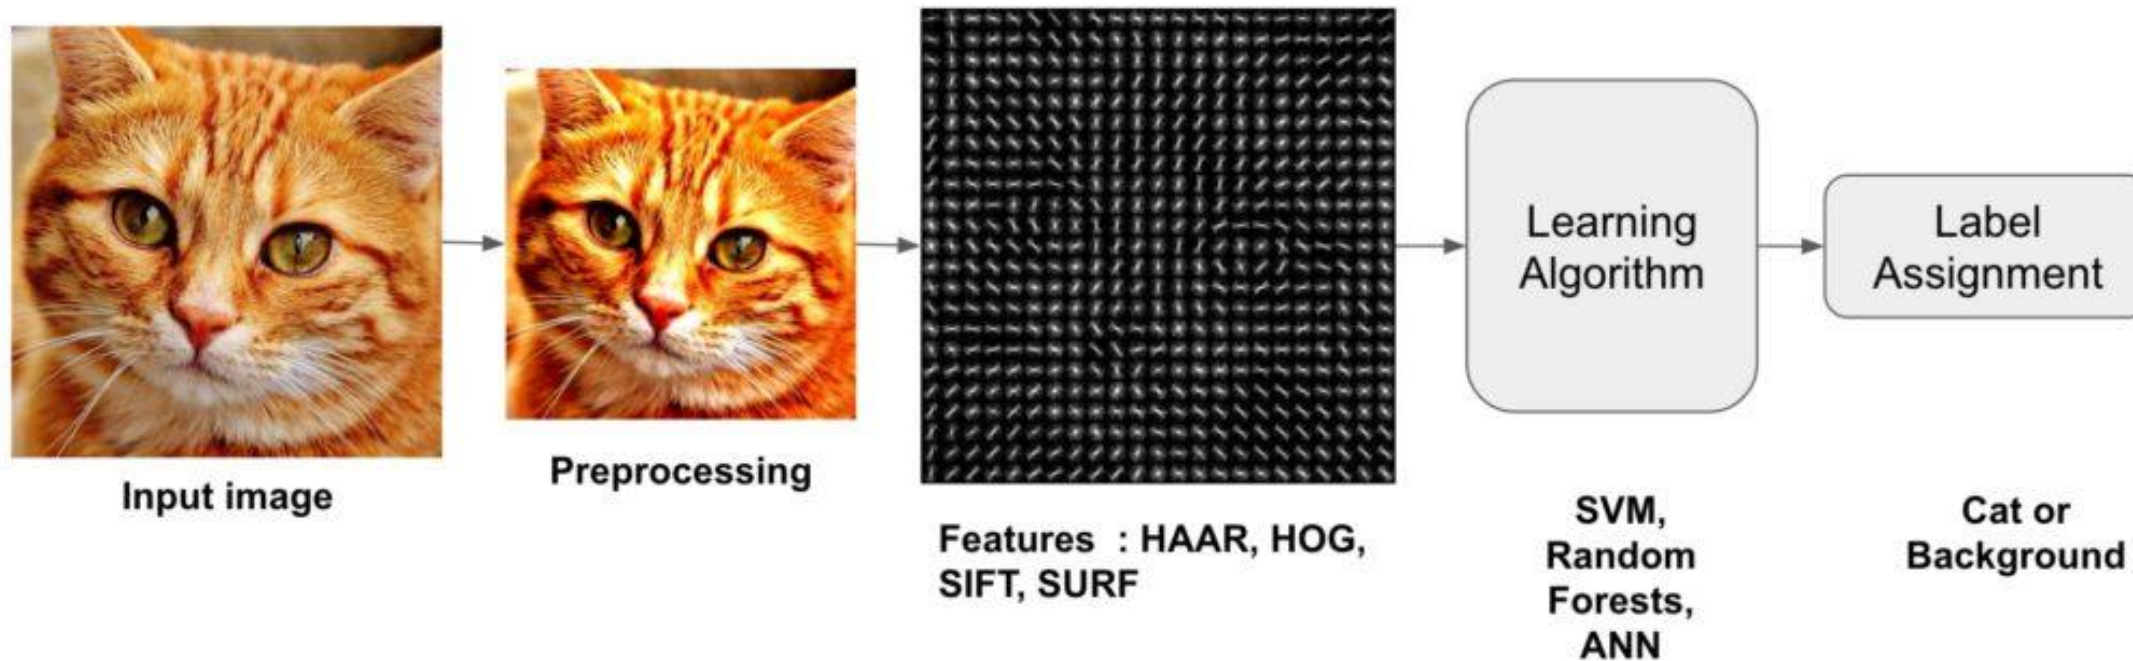 Input image
Preprocessing
Features : HAAR, HOG,
SIFT, SURF
Learning
Algorithm
SVM,
Random
Forests,
ANN
Label
Assignment
Cat or
Background